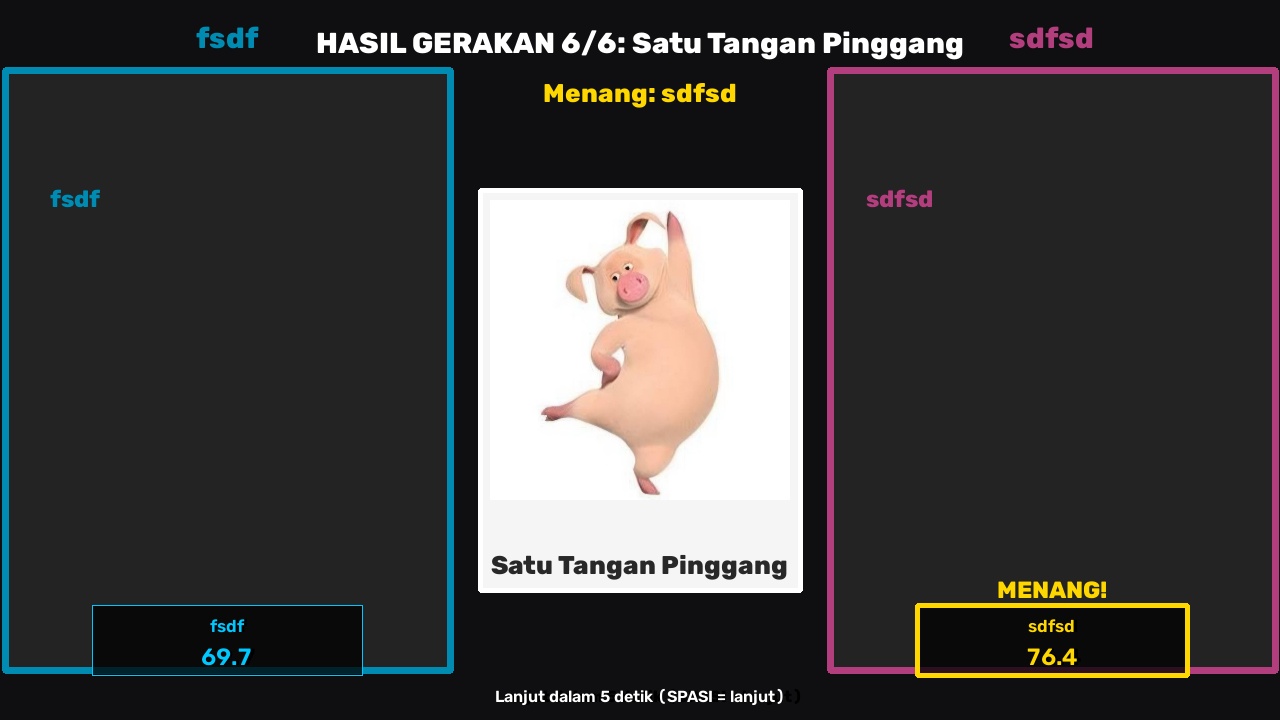 fsdf
HASIL GERAKAN 6/6: Satu Tangan Pinggang
sdfsd
Menang: sdfsd
fsdf
sdfsd
Satu Tangan Pinggang
MENANG!
fsdf
69.7
sdfsd
76.4
Lanjut dalam 5 detik (SPASI = lanjut)